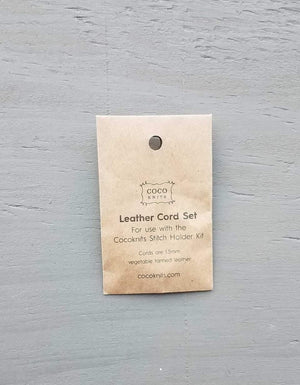 COCO
KNITS
Leather Cord Set
For use with the
Cocoknits Stitch Holder Kit
Cords are 1.5mm
vegetable tanned leather
cocoknits.com